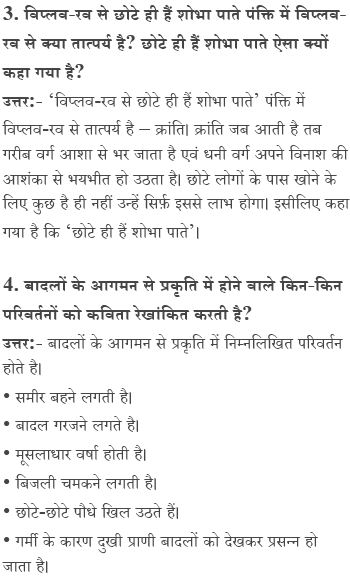 3. विप्लव-रव से छोटे ही हैं शोभा पाते पंक्ति में विप्लव-
रव से क्या तात्पर्य है? छोटे ही हैं शोभा पाते ऐसा क्यों
कहा गया है?
उत्तर:- ‘विप्लव-रव से छोटे ही हैं शोभा पाते’ पंक्ति में
विप्लव-रव से तात्पर्य है – क्रांति। क्रांति जब आती है तब
गरीब वर्ग आशा से भर जाता है एवं धनी वर्ग अपने विनाश की
आशंका से भयभीत हो उठता है। छोटे लोगों के पास खोने के
लिए कुछ है ही नहीं उन्हें सिर्फ़ इससे लाभ होगा। इसीलिए कहा
गया है कि ‘छोटे ही हैं शोभा पाते’।
4. बादलों के आगमन से प्रकृति में होने वाले किन-किन
परिवर्तनों को कविता रेखांकित करती है?
उत्तर:- बादलों के आगमन से प्रकृति में निम्नलिखित परिवर्तन
होते है।
• समीर बहने लगती है।
• बादल गरजने लगते है।
• मूसलाधार वर्षा होती है।
• बिजली चमकने लगती है।
• छोटे-छोटे पौधे खिल उठते हैं।
• गर्मी के कारण दुखी प्राणी बादलों को देखकर प्रसन्न हो
जाता है।